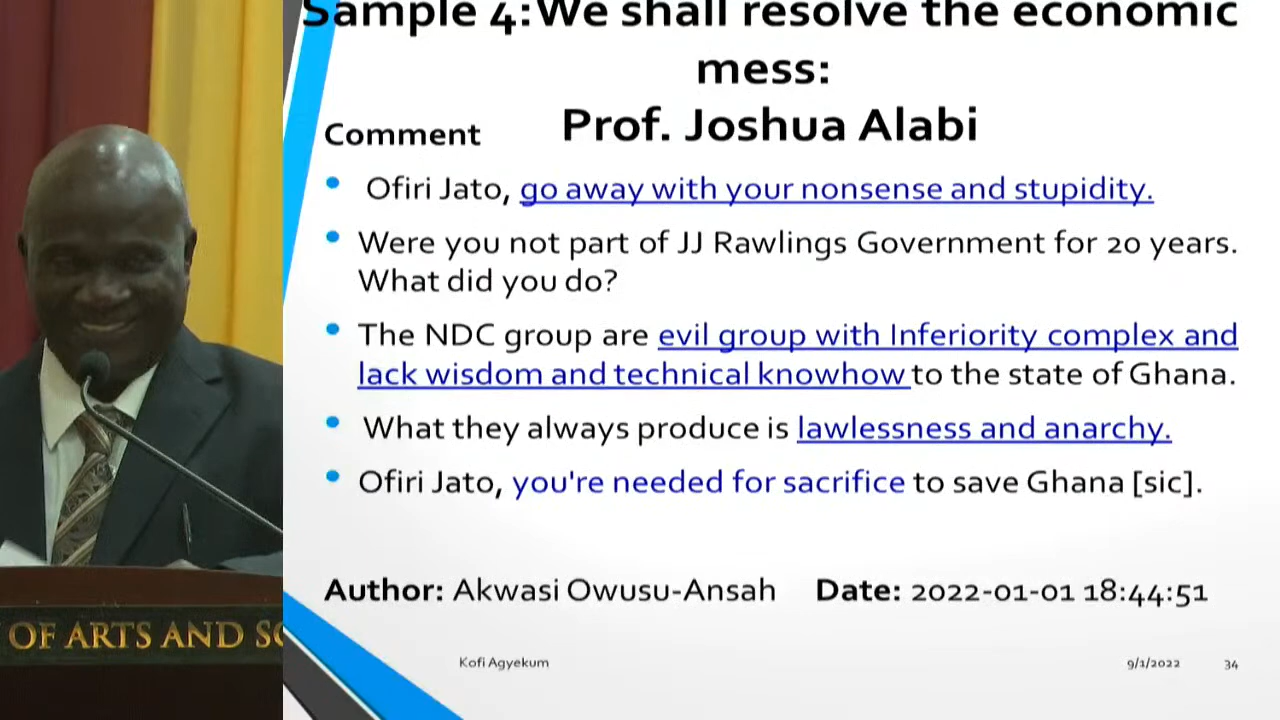 Sample 4:We shall resolve the economic
mess:
Prof. Joshua Alabi
Comment
• Ofiri Jato, go away with your nonsense and stupidity.
• Were you not part of JJ Rawlings Government for 20 years.
What did you do?
• The NDC group are evil group with Inferiority complex and
lack wisdom and technical knowhow to the state of Ghana.
• What they always produce is lawlessness and anarchy.
• Ofiri Jato, you're needed for sacrifice to save Ghana [sic].
Author: Akwasi Owusu-Ansah Date: 2022-01-01 18:44:51
Kofi Agyekum 9/1/2022 34
OF ARTS AND